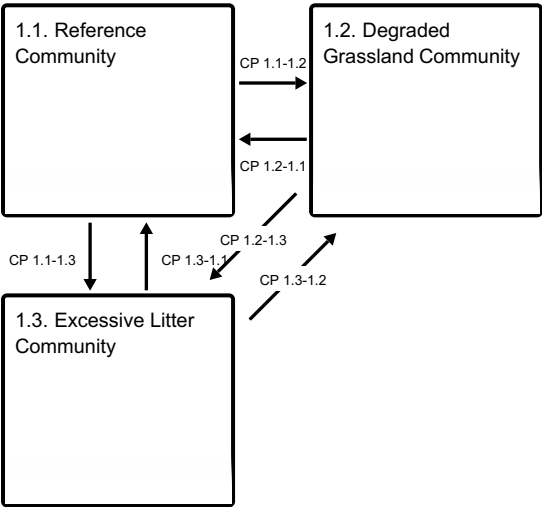 1.1. Reference
Community
1.2. Degraded
Grassland Community
CP 1.1-1.2
CP 1.2-1.1
CP 1.2-1.3
CP 1.1-1.3
CP 1.3-1.1
CP 1.3-1.2
1.3. Excessive Litter
Community